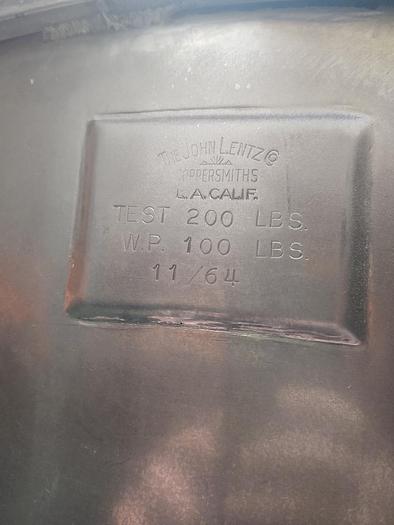 THE JOHN LENTZ CO
COPPERSMITHS
L.A. CALIF.
TEST 200 LBS.
W.P. 100 LBS.
11/64